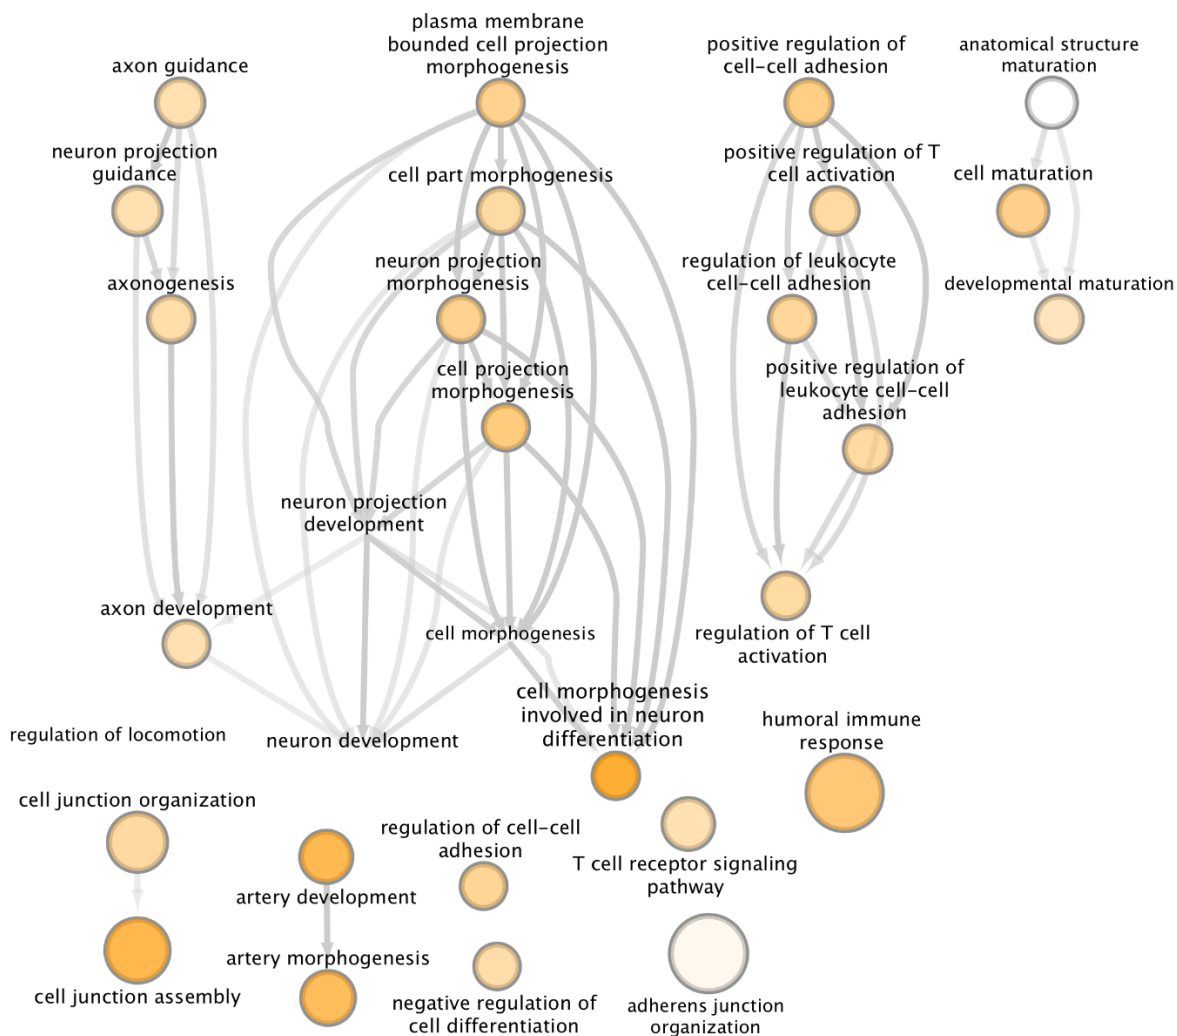 plasma membrane
bounded cell projection
morphogenesis
axon guidance
positive regulation of
cell-cell adhesion
anatomical structure
maturation
neuron projection
guidance
cell part morphogenesis
positive regulation of T
cell activation
cell maturation
axonogenesis
neuron projection
morphogenesis
regulation of leukocyte
cell-cell adhesion
developmental maturation
cell projection
morphogenesis
positive regulation of
leukocyte cell-cell
adhesion
neuron projection
development
axon development
cell morphogenesis
regulation of T cell
activation
regulation of locomotion
neuron development
cell morphogenesis
involved in neuron
differentiation
humoral immune
response
cell junction organization
artery development
regulation of cell-cell
adhesion
T cell receptor signaling
pathway
cell junction assembly
artery morphogenesis
negative regulation of
cell differentiation
adherens junction
organization